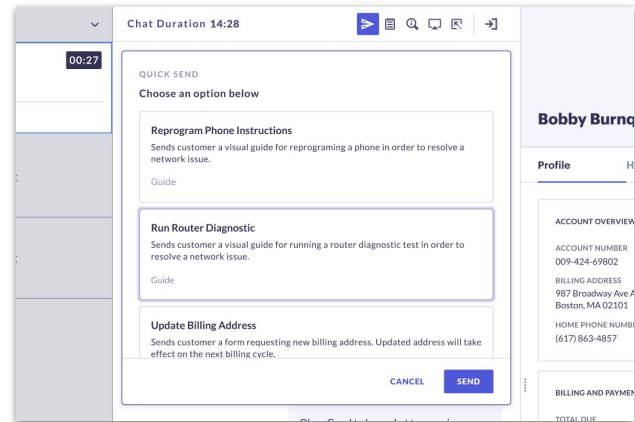 Chat Duration 14:28
00:27
QUICK SEND
Choose an option below
Reprogram Phone Instructions
Sends customer a visual guide for reprograming a phone in order to resolve a
network issue.
Guide
Run Router Diagnostic
Sends customer a visual guide for running a router diagnostic test in order to
resolve a network issue.
Guide
Update Billing Address
Sends customer a form requesting new billing address. Updated address will take
effect on the next billing cycle.
CANCEL SEND
Bobby Burnq
Profile H
ACCOUNT OVERVIEW
ACCOUNT NUMBER
009-424-69802
BILLING ADDRESS
987 Broadway Ave A
Boston, MA 02101
HOME PHONE NUMBE
(617) 863-4857
BILLING AND PAYMEN
TOTAL DUE